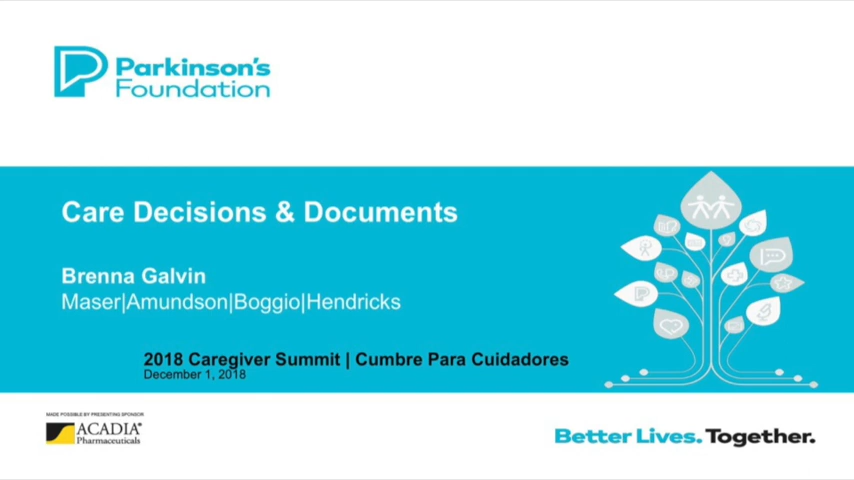 Parkinson's
Foundation
Care Decisions & Documents
Brenna Galvin
Maser|Amundson|Boggio|Hendricks
2018 Caregiver Summit | Cumbre Para Cuidadores
December 1, 2018
MADE POSSIBLE BY PRESENTING SPONSOR
ACADIA®
Pharmaceuticals
Better Lives. Together.